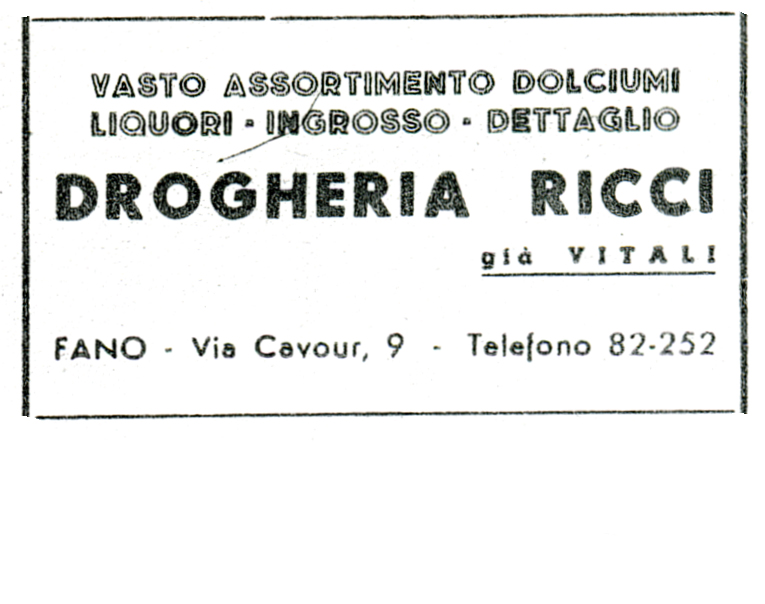 VASTO ASSORTIMENTO DOLCIUMI
LIQUORI - INGROSSO - DETTAGLIO
DROGHERIA RICCI
già VITALI
FANO - Via Cavour, 9 - Telefono 82-252